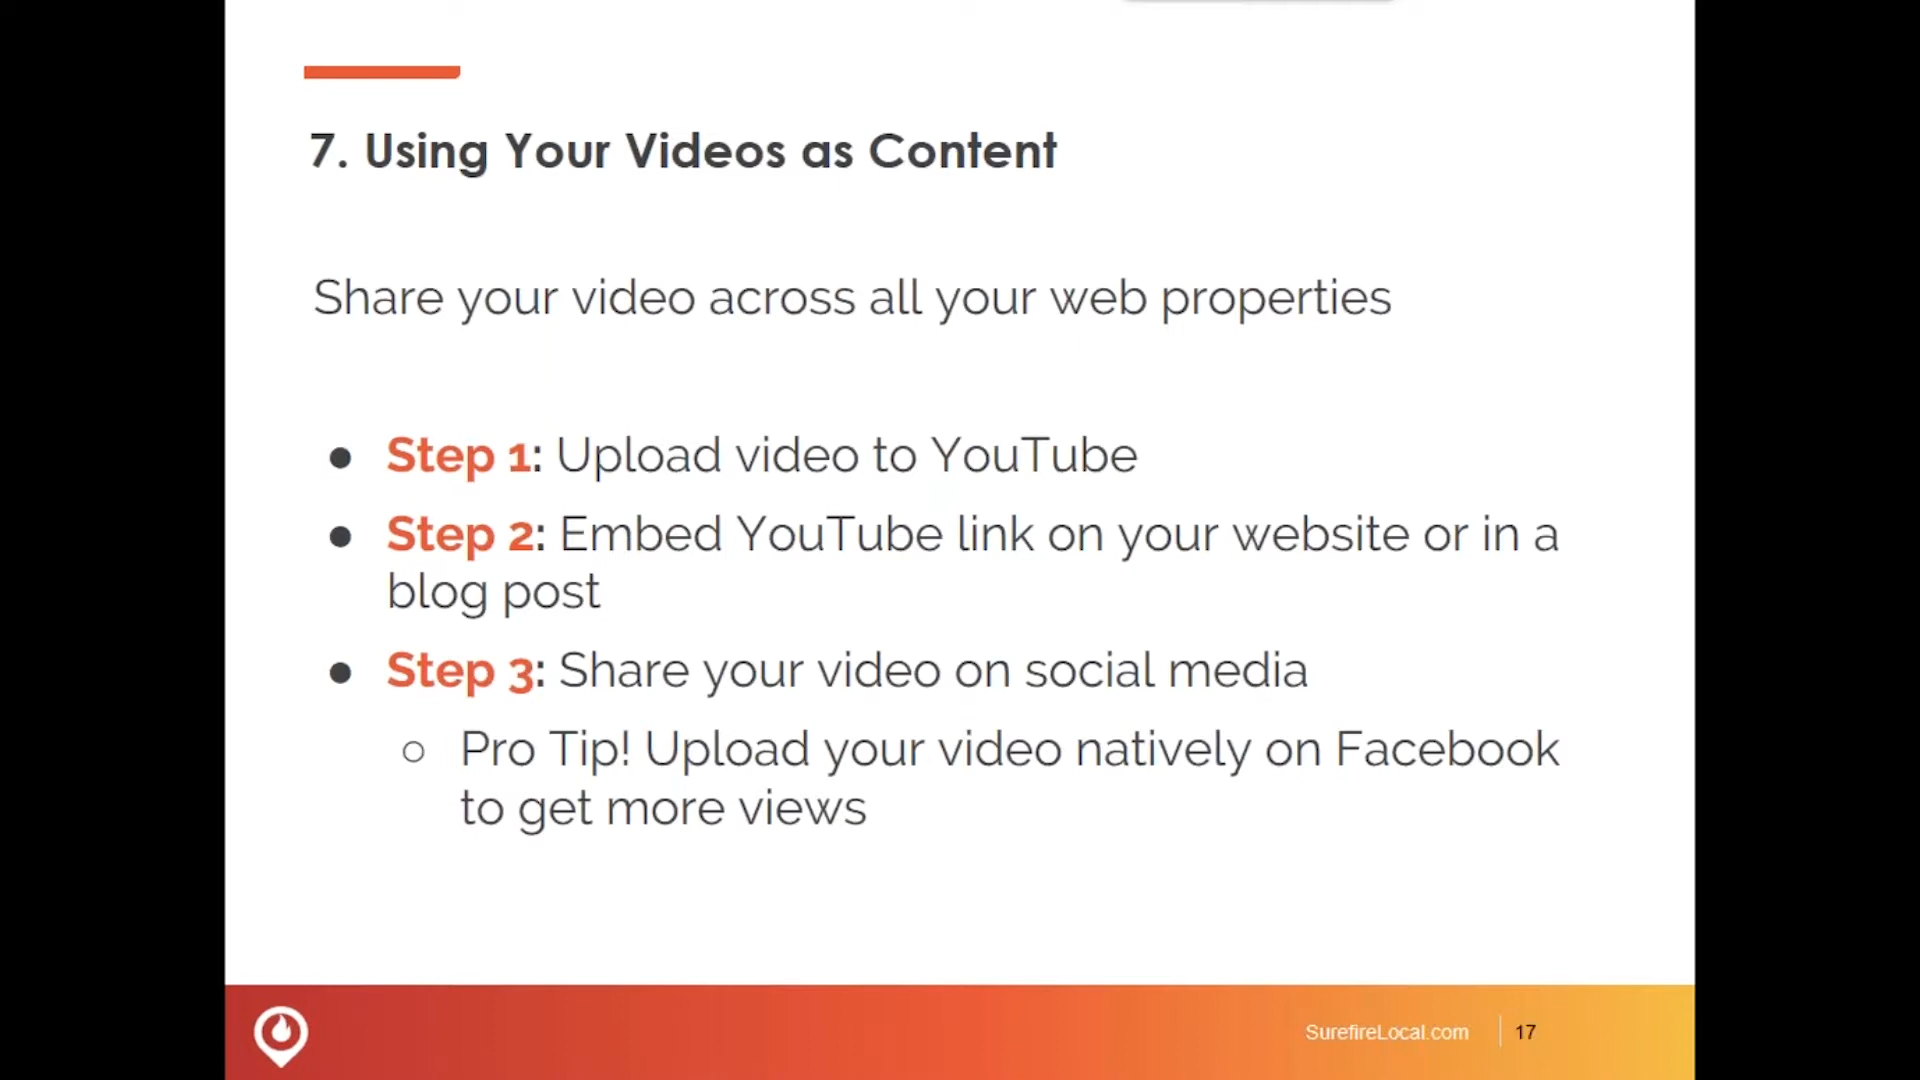 7. Using Your Videos as Content
Share your video across all your web properties
● Step 1: Upload video to YouTube
● Step 2: Embed YouTube link on your website or in a
blog post
● Step 3: Share your video on social media
○ Pro Tip! Upload your video natively on Facebook
to get more views
SurefireLocal.com 17